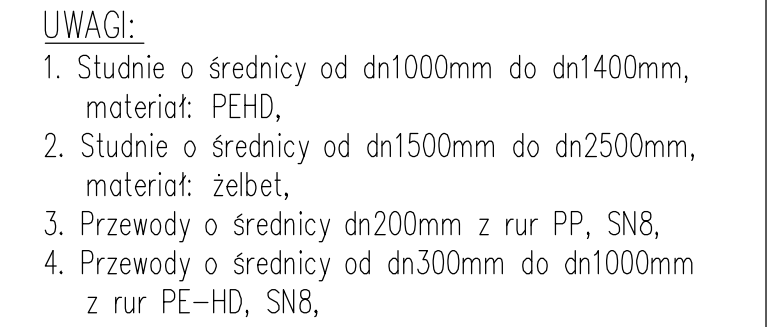 UWAGI:
1. Studnie o średnicy od dn1000mm do dn1400mm,
materiał: PEHD,
2. Studnie o średnicy od dn1500mm do dn2500mm,
materiał: żelbet,
3. Przewody o średnicy dn200mm z rur PP, SN8,
4. Przewody o średnicy od dn300mm do dn1000mm
z rur PE-HD, SN8,